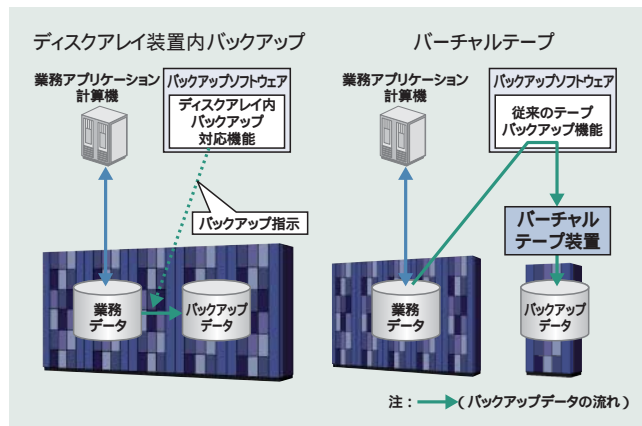 ディスクアレイ装置内バックアップ
業務アプリケーション
計算機
バックアップソフトウェア
ディスクアレイ内
バックアップ
対応機能
バックアップ指示
業務
データ
バックアップ
データ
バーチャルテープ
業務アプリケーション
計算機
バックアップソフトウェア
従来のテープ
バックアップ機能
バーチャル
テープ装置
業務
データ
バックアップ
データ
注：→（バックアップデータの流れ）